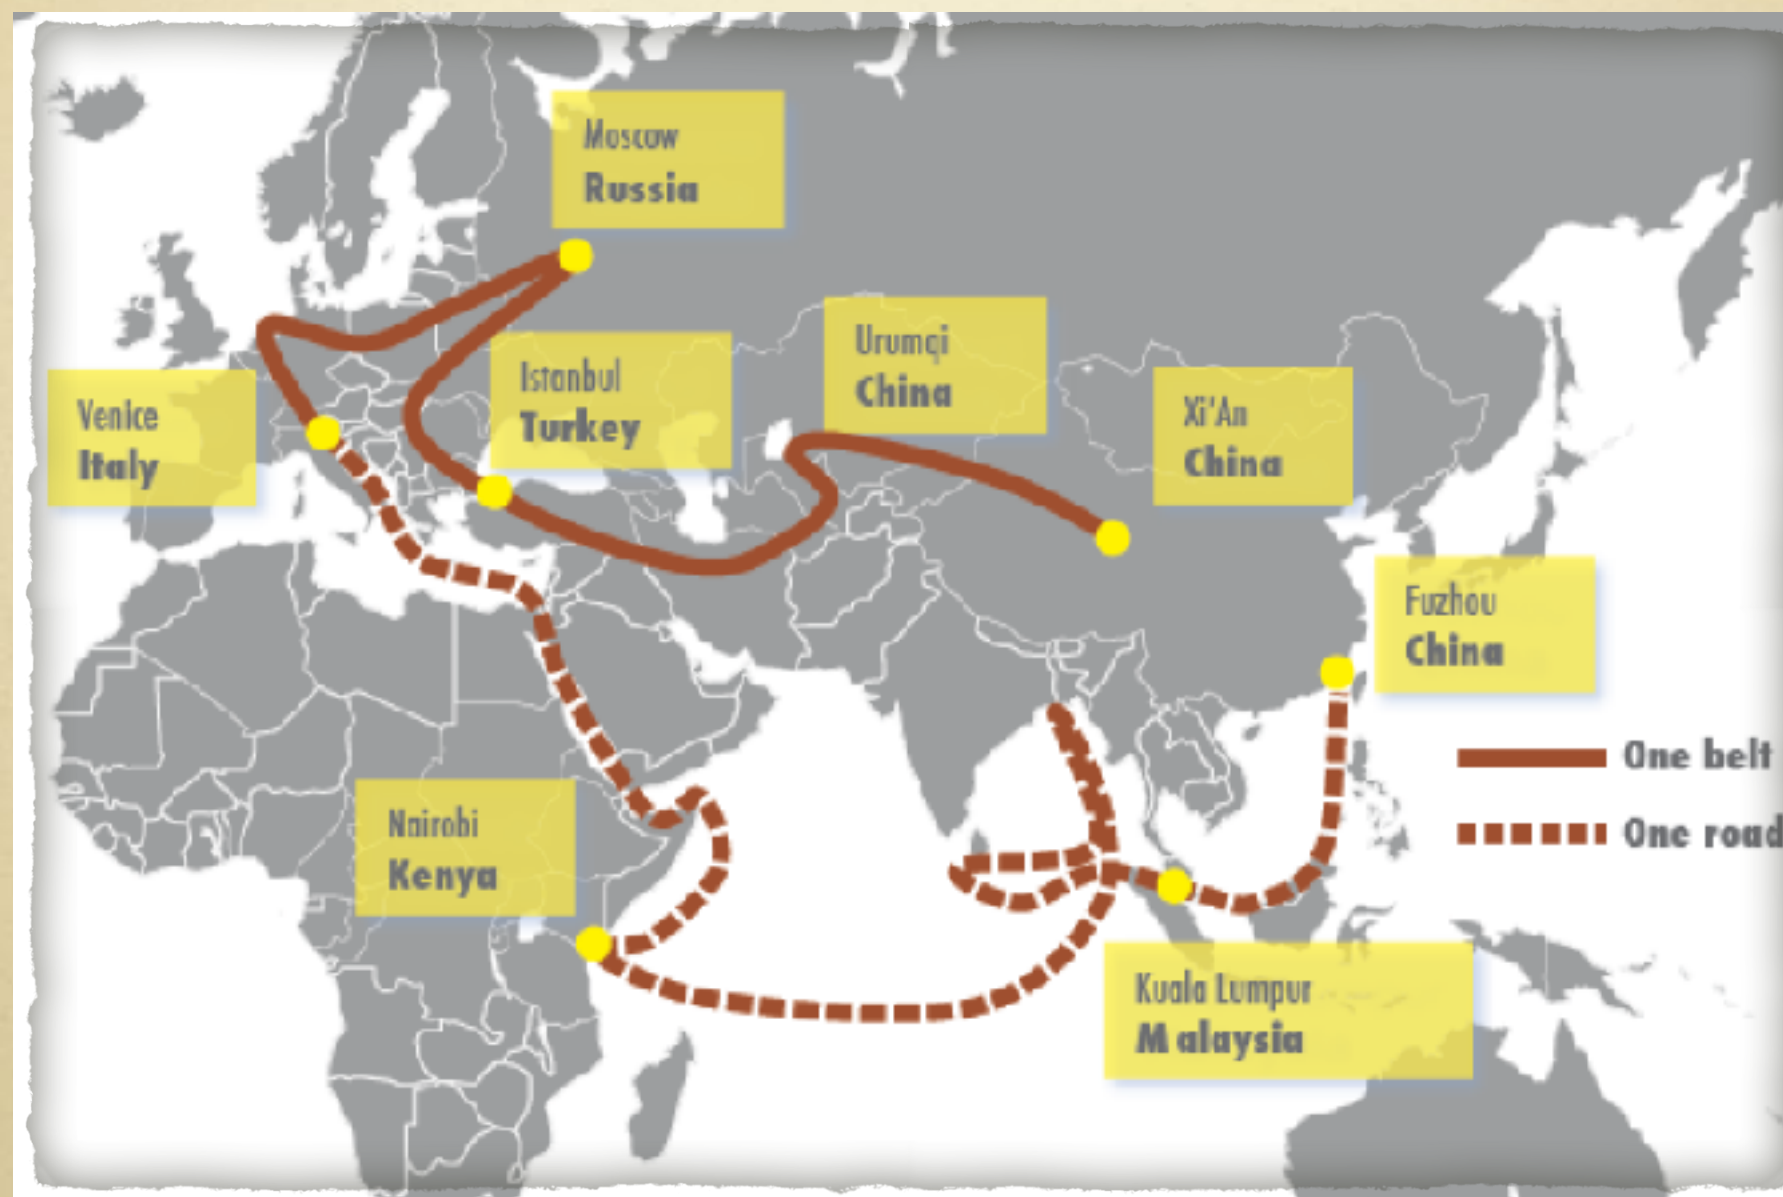 Moscow
Russia
Istanbul
Turkey
Urumqi
China
Xi'An
China
Venice
Italy
Fuzhou
China
One belt
One road
Nairobi
Kenya
Kuala Lumpur
Malaysia